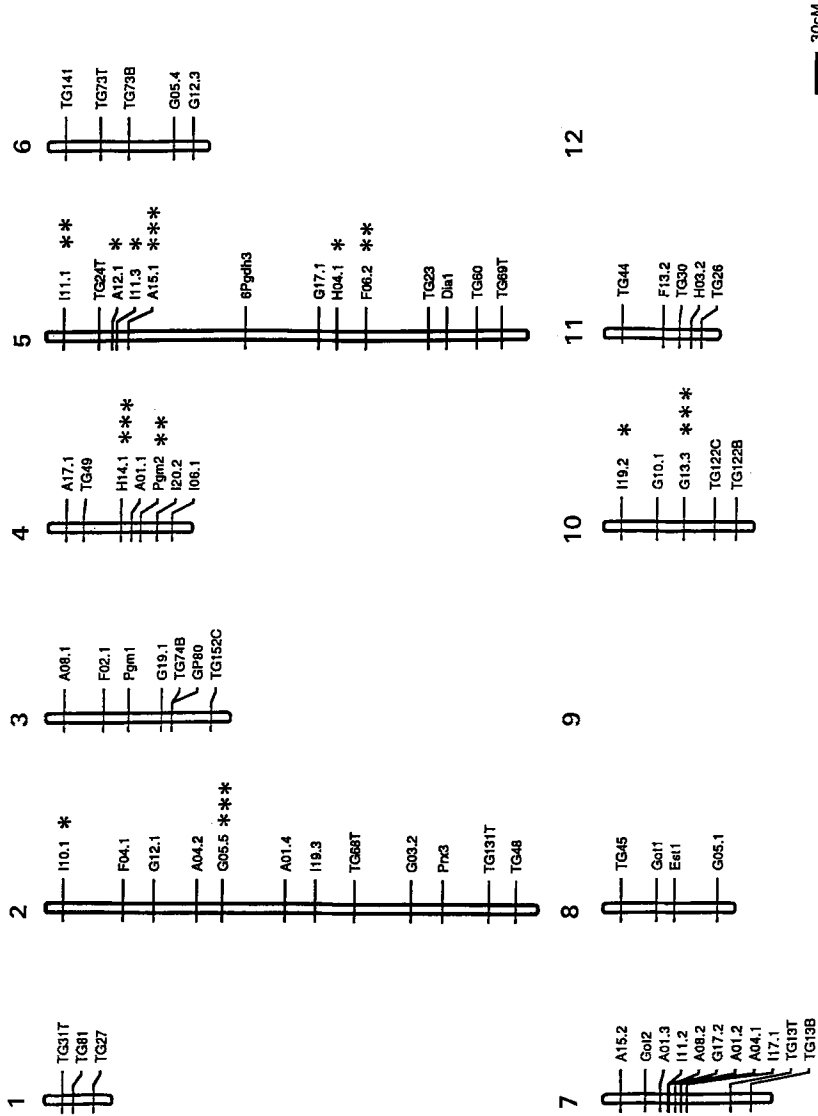 1
TG31T
TG81
TG27
2
I10.1 *
F04.1
G12.1
A04.2
G05.5 ***
A01.4
I19.3
TG68T
G03.2
Prx3
TG131T
TG48
3
A08.1
F02.1
Pgm1
G19.1
TG74B
GP80
TG152C
4
A17.1
TG49
H14.1 ***
A01.1
Pgm2 **
I20.2
I06.1
5
I11.1 **
TG24T
A12.1 *
I11.3 *
A15.1 ***
6Pgdh3
G17.1
H04.1 *
F06.2 **
TG23
Dia1
TG60
TG69T
6
TG141
TG73T
TG73B
G05.4
G12.3
7
A15.2
Got2
A01.3
I11.2
A08.2
G17.2
A01.2
A04.1
I17.1
TG13T
TG13B
8
TG45
Got1
Est1
G05.1
9
10
I19.2 *
G10.1
G13.3 ***
TG122C
TG122B
11
TG44
F13.2
TG30
H03.2
TG26
12
30cM